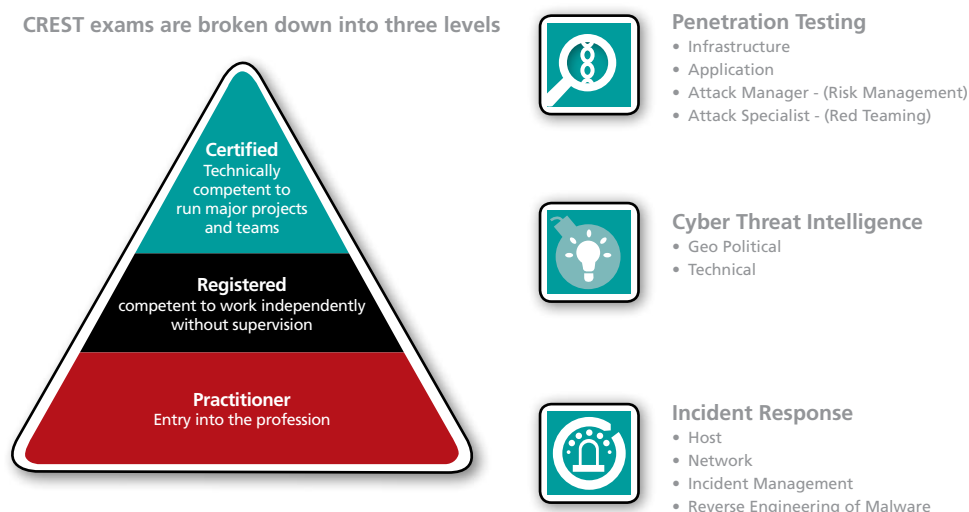 CREST exams are broken down into three levels
Certified
Technically
competent to
run major projects
and teams
Registered
competent to work independently
without supervision
Practitioner
Entry into the profession
Penetration Testing
• Infrastructure
• Application
• Attack Manager - (Risk Management)
• Attack Specialist - (Red Teaming)
Cyber Threat Intelligence
• Geo Political
• Technical
Incident Response
• Host
• Network
• Incident Management
• Reverse Engineering of Malware